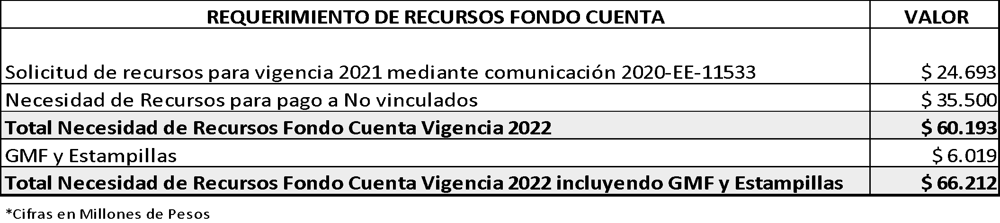 REQUERIMIENTO DE RECURSOS FONDO CUENTA VALOR
Solicitud de recursos para vigencia 2021 mediante comunicación 2020-EE-11533 $ 24.693
Necesidad de Recursos para pago a No vinculados $ 35.500
Total Necesidad de Recursos Fondo Cuenta Vigencia 2022 $ 60.193
GMF y Estampillas $ 6.019
Total Necesidad de Recursos Fondo Cuenta Vigencia 2022 incluyendo GMF y Estampillas $ 66.212
*Cifras en Millones de Pesos